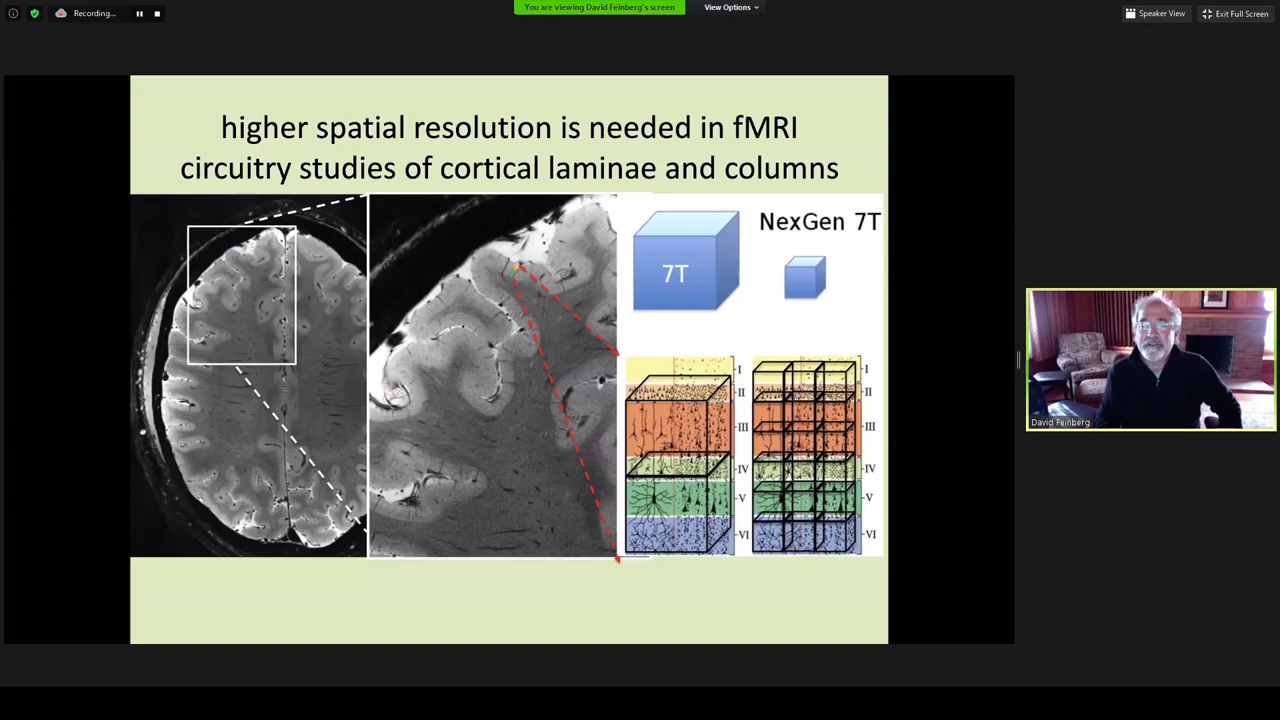 Recording...
You are viewing David Feinberg's screen
View Options
Speaker View
Exit Full Screen
higher spatial resolution is needed in fMRI
circuitry studies of cortical laminae and columns
NexGen 7T
7T
I
II
III
IV
V
VI
I
II
III
IV
V
VI
David Feinberg